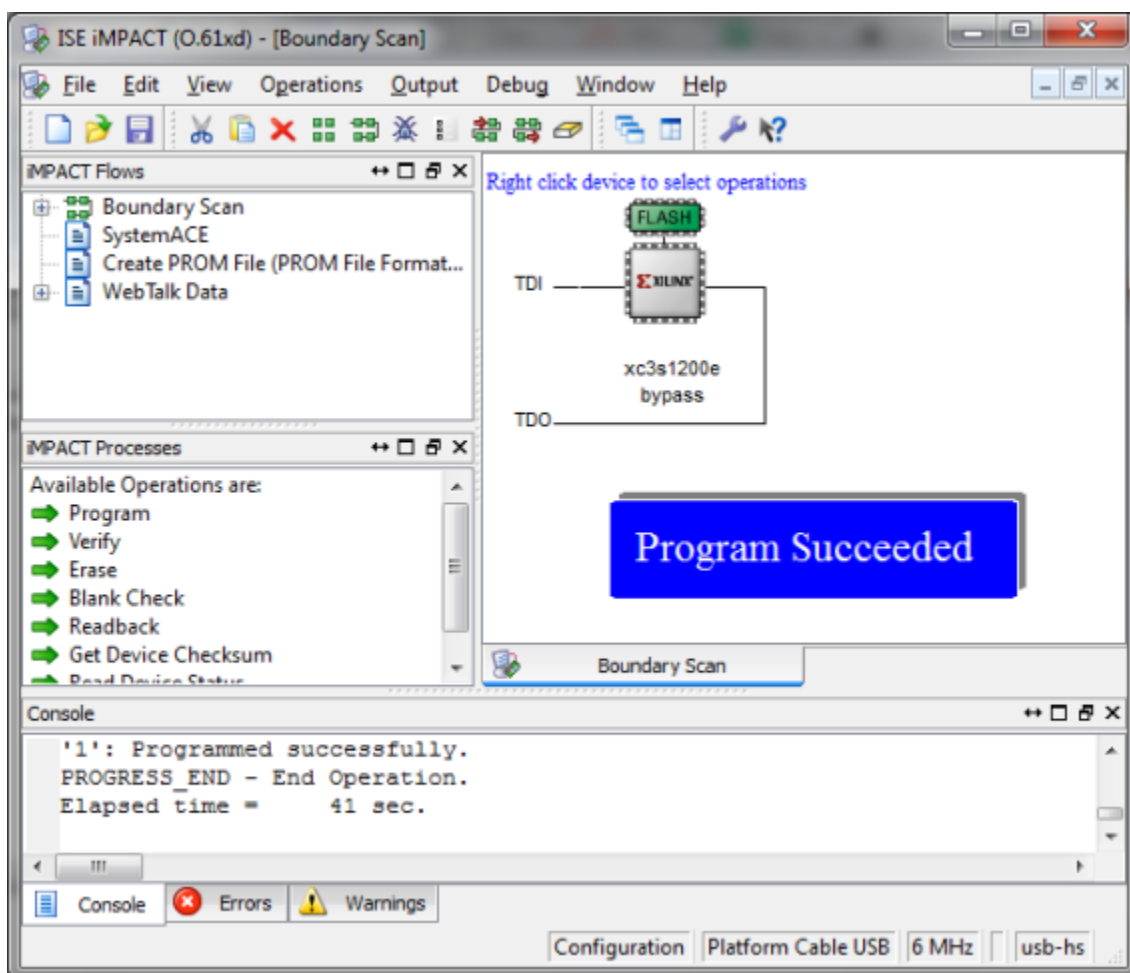 ISE iMPACT (O.61xd) - [Boundary Scan]
File Edit View Operations Output Debug Window Help
iMPACT Flows
Boundary Scan
SystemACE
Create PROM File (PROM File Format...
WebTalk Data
iMPACT Processes
Available Operations are:
Program
Verify
Erase
Blank Check
Readback
Get Device Checksum
Read Device Status
Right click device to select operations
FLASH
TDI
XILINX
xc3s1200e
bypass
TDO
Program Succeeded
Boundary Scan
Console
'1': Programmed successfully.
PROGRESS_END - End Operation.
Elapsed time = 41 sec.
Console Errors Warnings
Configuration Platform Cable USB 6 MHz usb-hs